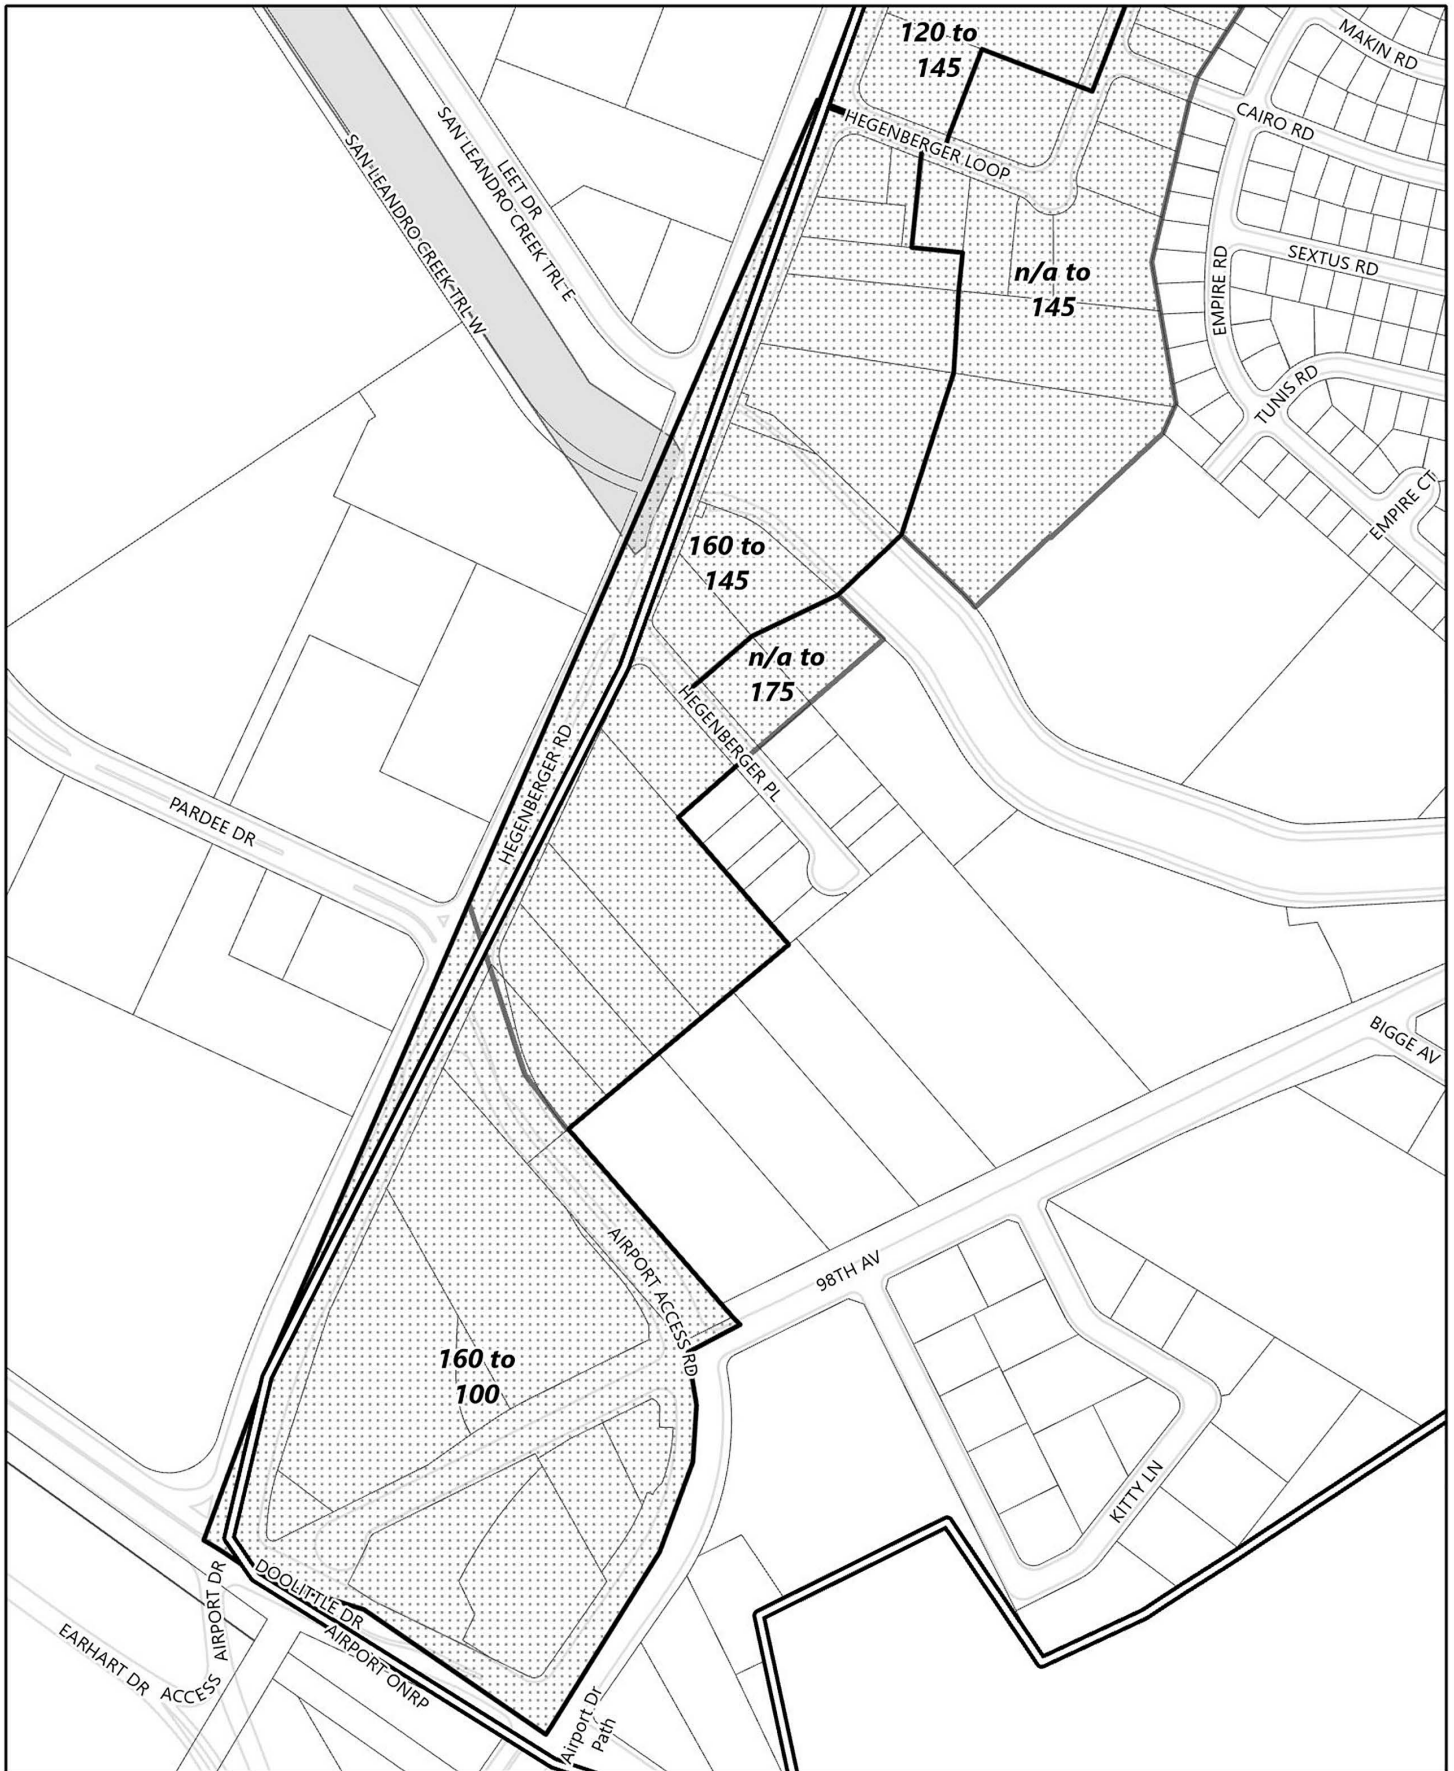 120 to
145
MAKIN RD
CAIRO RD
HEGENBERGER LOOP
LEET DR
SAN LEANDRO CREEK TRL E
SAN LEANDRO CREEK TRL W
SEXTUS RD
EMPIRE RD
n/a to
145
TUNIS RD
EMPIRE CT
160 to
145
n/a to
175
HEGENBERGER PL
HEGENBERGER RD
PARDEE DR
BIGGE AV
AIRPORT ACCESS RD
98TH AV
160 to
100
KITTY LN
DOOLITTLE DR
AIRPORT DR
AIRPORT ONRP
EARHART DR
ACCESS
Airport Dr
Path